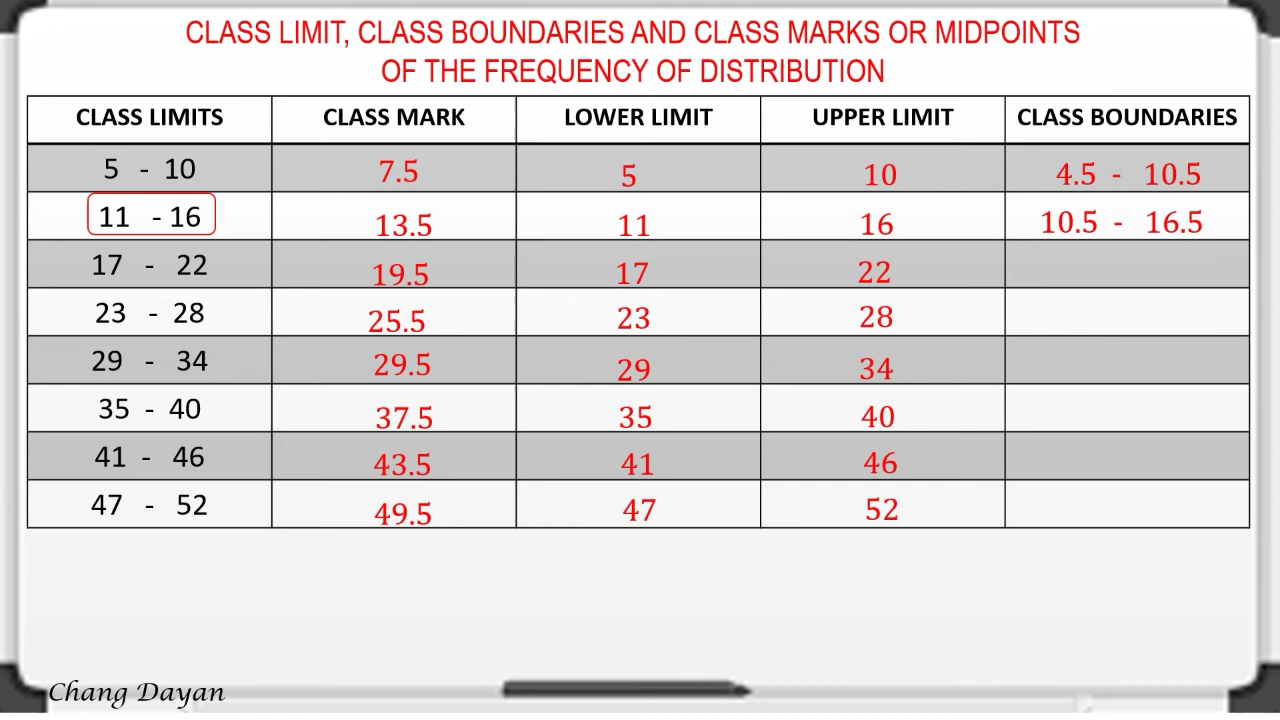 CLASS LIMIT, CLASS BOUNDARIES AND CLASS MARKS OR MIDPOINTS
OF THE FREQUENCY OF DISTRIBUTION
CLASS LIMITS CLASS MARK LOWER LIMIT UPPER LIMIT CLASS BOUNDARIES
5 - 10 7.5 5 10 4.5 - 10.5
11 - 16 13.5 11 16 10.5 - 16.5
17 - 22 19.5 17 22
23 - 28 25.5 23 28
29 - 34 29.5 29 34
35 - 40 37.5 35 40
41 - 46 43.5 41 46
47 - 52 49.5 47 52
Chang Dayan